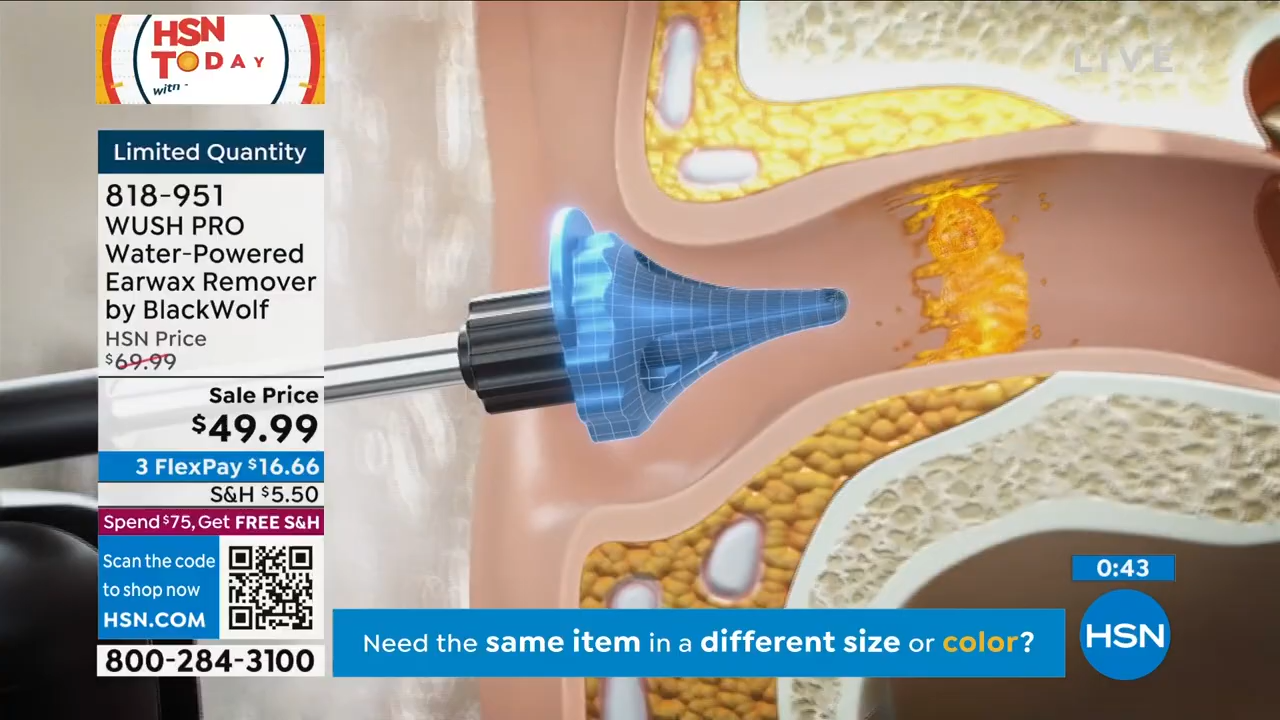 HSN
TODAY
with
LIVE
Limited Quantity
818-951
WUSH PRO
Water-Powered
Earwax Remover
by BlackWolf
HSN Price
$69.99
Sale Price
$49.99
3 FlexPay $16.66
S&H $5.50
Spend $75, Get FREE S&H
Scan the code
to shop now
HSN.COM
800-284-3100
Need the same item in a different size or color?
0:43
HSN